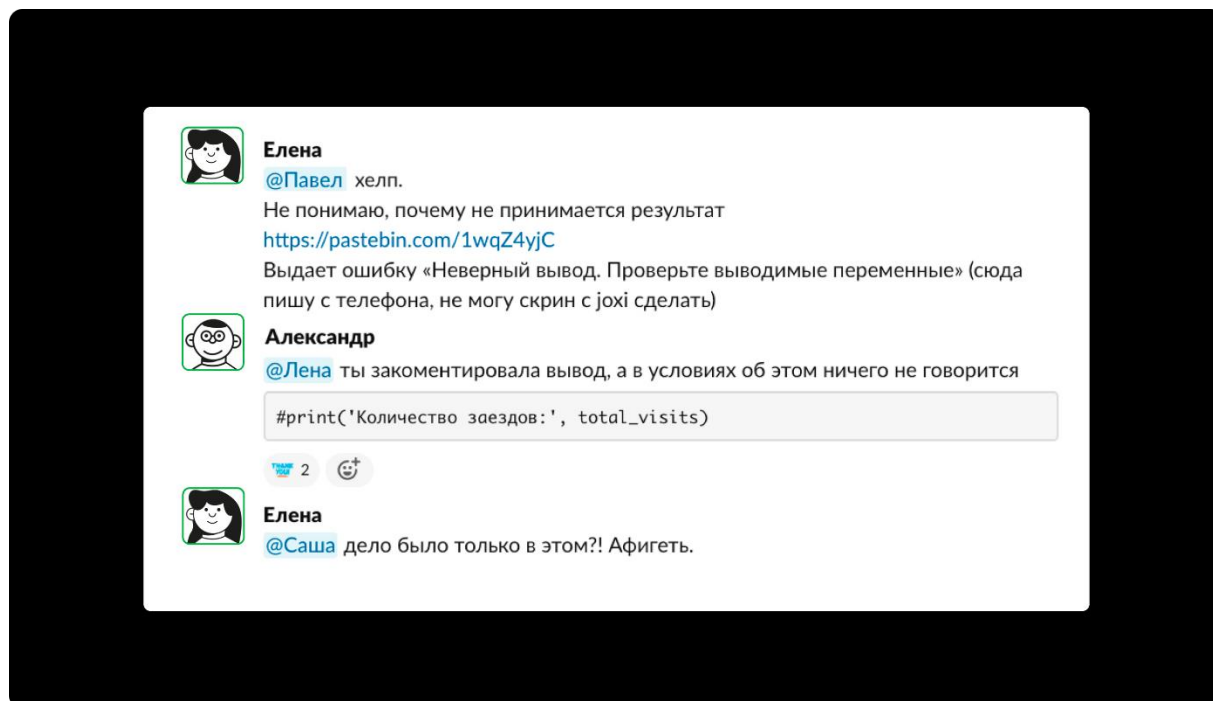 Елена
@Павел хелп.
Не понимаю, почему не принимается результат
https://pastebin.com/1wqZ4yjC
Выдает ошибку «Неверный вывод. Проверьте выводимые переменные» (сюда
пишу с телефона, не могу скрин с joxi сделать)
Александр
@Лена ты закоментировала вывод, а в условиях об этом ничего не говорится
#print('Количество заездов:', total_visits)
THANK YOU! 2
Елена
@Саша дело было только в этом?! Афигеть.